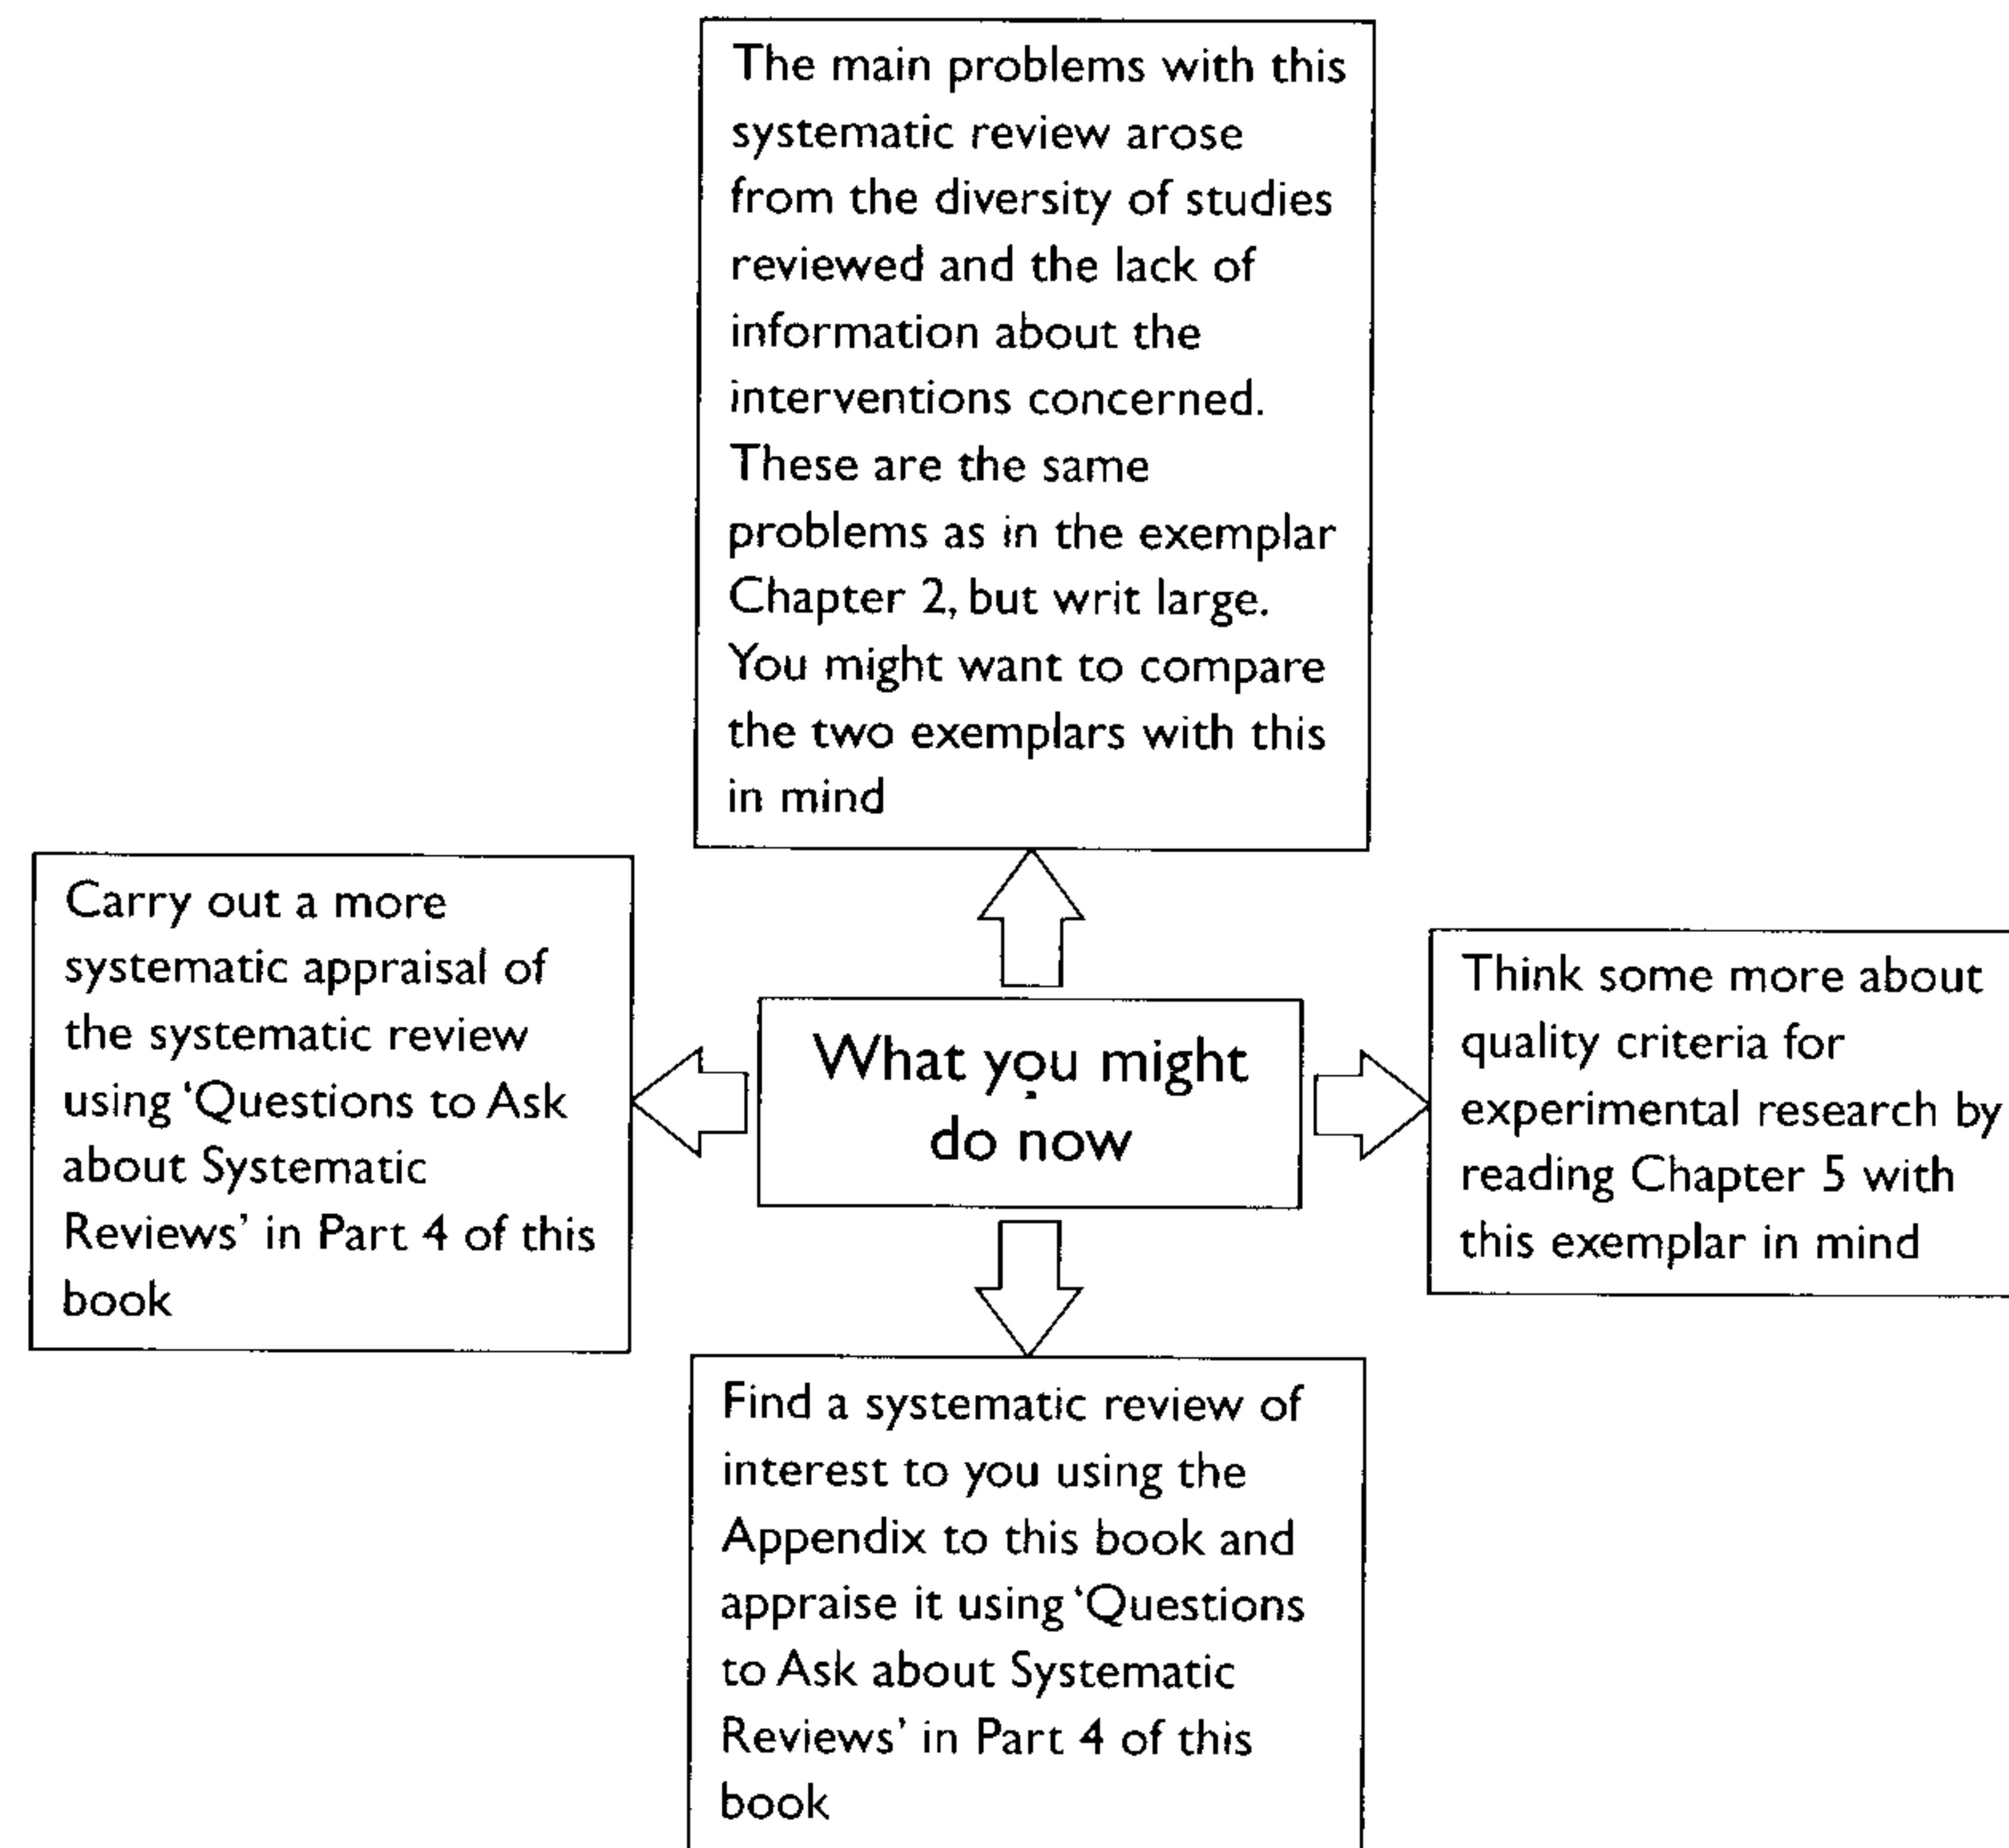 The main problems with this
systematic review arose
from the diversity of studies
reviewed and the lack of
information about the
interventions concerned.
These are the same
problems as in the exemplar
Chapter 2, but writ large.
You might want to compare
the two exemplars with this
in mind
Carry out a more
systematic appraisal of
the systematic review
using ‘Questions to Ask
about Systematic
Reviews’ in Part 4 of this
book
What you might
do now
Think some more about
quality criteria for
experimental research by
reading Chapter 5 with
this exemplar in mind
Find a systematic review of
interest to you using the
Appendix to this book and
appraise it using ‘Questions
to Ask about Systematic
Reviews’ in Part 4 of this
book